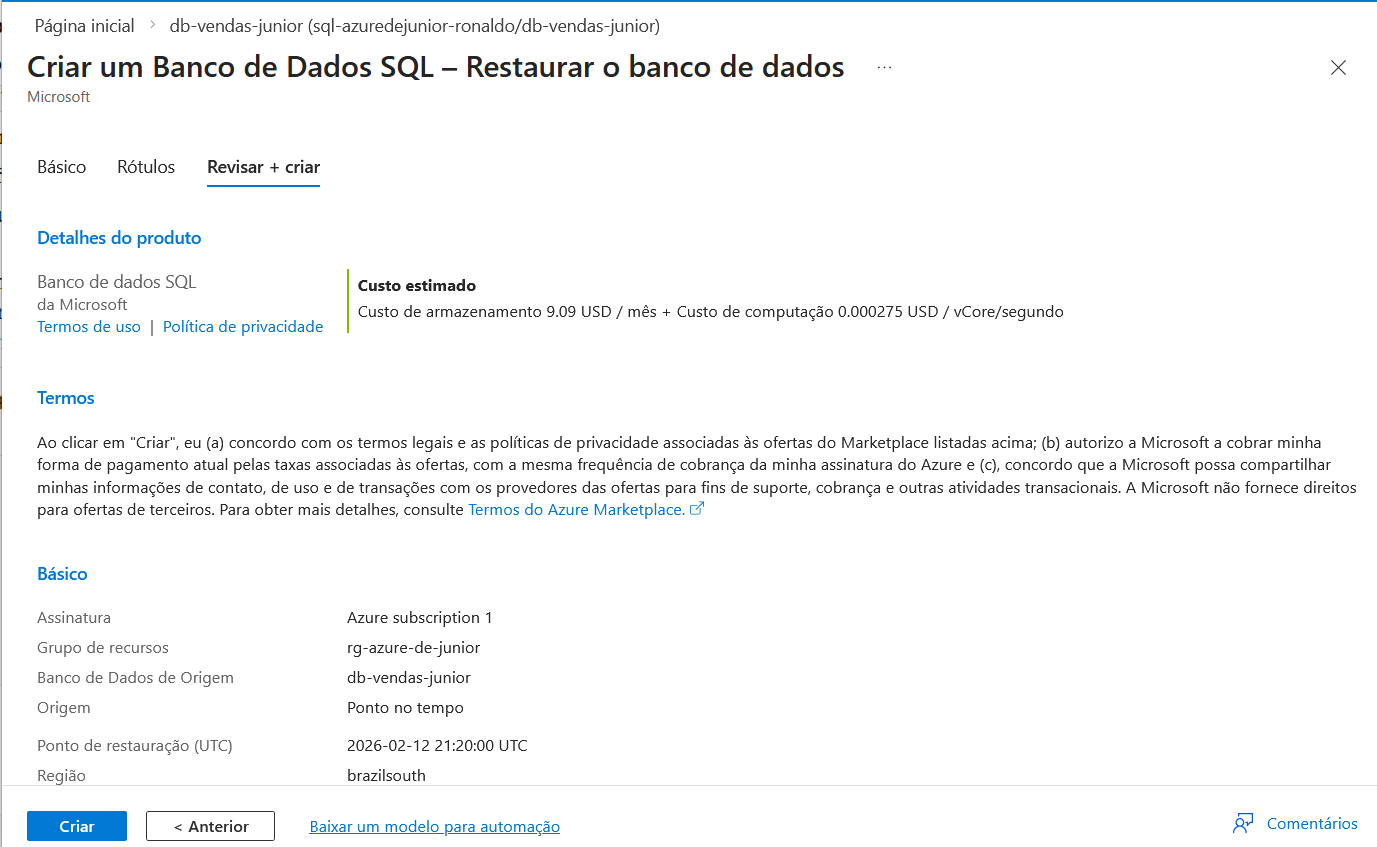 Página inicial > db-vendas-junior (sql-azuredejunior-ronaldo/db-vendas-junior)
Criar um Banco de Dados SQL – Restaurar o banco de dados ...
Microsoft
Básico Rótulos Revisar + criar
Detalhes do produto
Banco de dados SQL
da Microsoft
Termos de uso | Política de privacidade
Custo estimado
Custo de armazenamento 9.09 USD / mês + Custo de computação 0.000275 USD / vCore/segundo
Termos
Ao clicar em "Criar", eu (a) concordo com os termos legais e as políticas de privacidade associadas às ofertas do Marketplace listadas acima; (b) autorizo a Microsoft a cobrar minha
forma de pagamento atual pelas taxas associadas às ofertas, com a mesma frequência de cobrança da minha assinatura do Azure e (c), concordo que a Microsoft possa compartilhar
minhas informações de contato, de uso e de transações com os provedores das ofertas para fins de suporte, cobrança e outras atividades transacionais. A Microsoft não fornece direitos
para ofertas de terceiros. Para obter mais detalhes, consulte Termos do Azure Marketplace.
Básico
Assinatura Azure subscription 1
Grupo de recursos rg-azure-de-junior
Banco de Dados de Origem db-vendas-junior
Origem Ponto no tempo
Ponto de restauração (UTC) 2026-02-12 21:20:00 UTC
Região brazilsouth
Criar < Anterior Baixar um modelo para automação Comentários